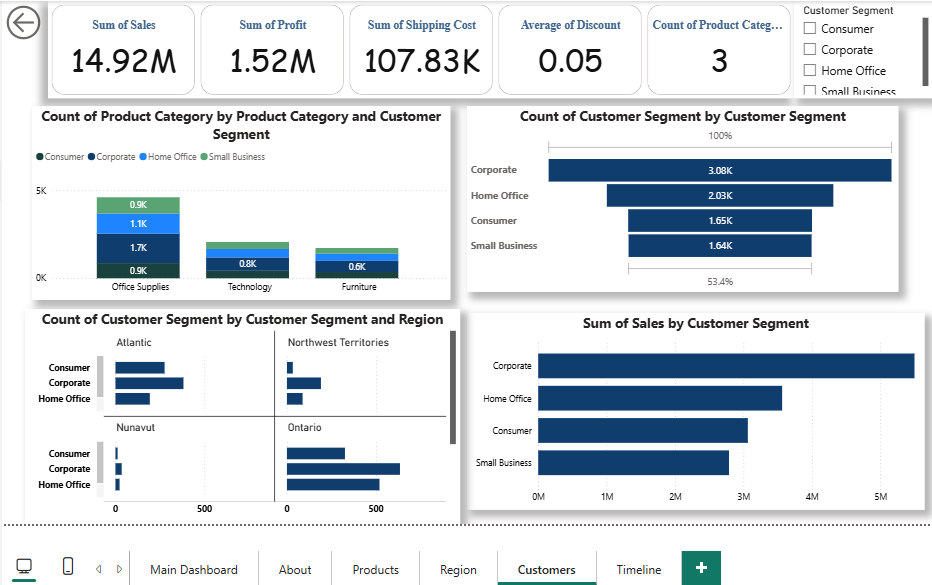 Sum of Sales
14.92M
Sum of Profit
1.52M
Sum of Shipping Cost
107.83K
Average of Discount
0.05
Count of Product Categ...
3
Customer Segment
Consumer
Corporate
Home Office
Small Business
Count of Product Category by Product Category and Customer
Segment
Consumer Corporate Home Office Small Business
5K
0K
0.9K
1.1K
1.7K
0.9K
0.8K
0.6K
Office Supplies
Technology
Furniture
Count of Customer Segment by Customer Segment
100%
Corporate 3.08K
Home Office 2.03K
Consumer 1.65K
Small Business 1.64K
53.4%
Count of Customer Segment by Customer Segment and Region
Atlantic
Northwest Territories
Consumer
Corporate
Home Office
Nunavut
Ontario
Consumer
Corporate
Home Office
0 500 0 500
Sum of Sales by Customer Segment
Corporate
Home Office
Consumer
Small Business
0M 1M 2M 3M 4M 5M
Main Dashboard About Products Region Customers Timeline +